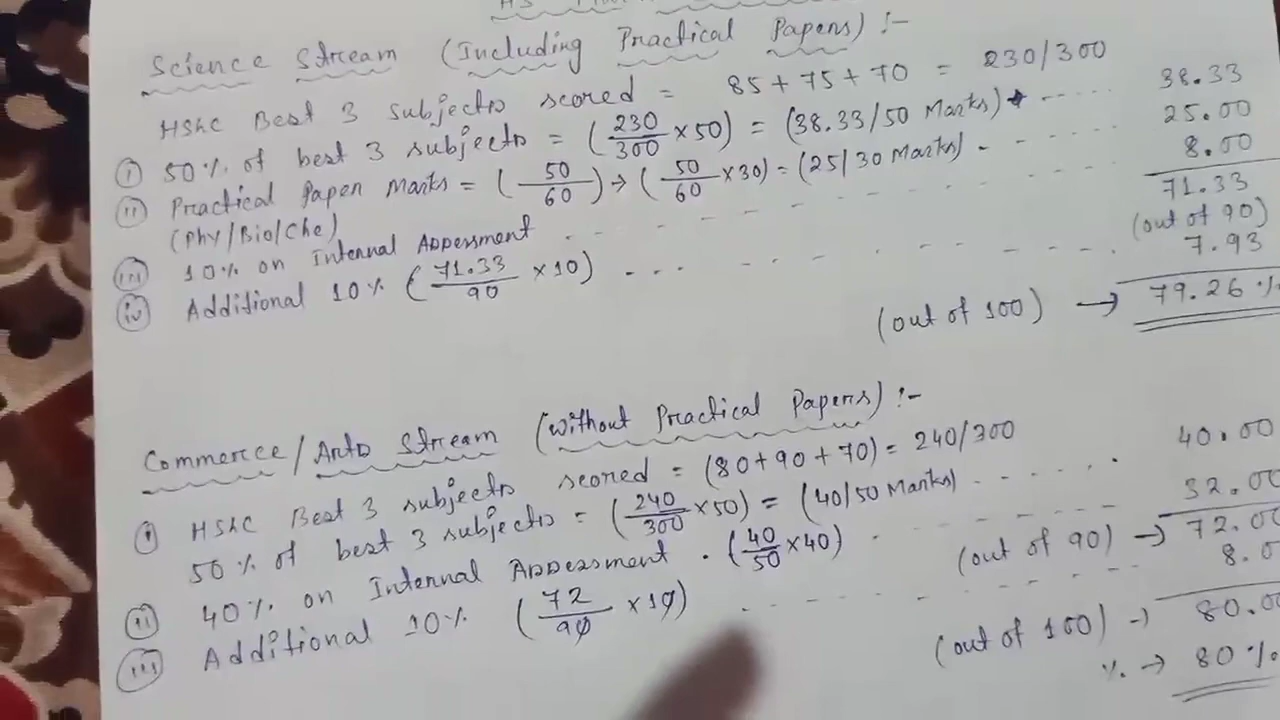 Science Stream (Including Practical Papers) :-
HSLC Best 3 subjects scored = 85 + 75 + 70 = 230/300
(i) 50% of best 3 subjects = (230/300 × 50) = (38.33/50 Marks) .... 38.33
(ii) Practical Paper Marks = (50/60) → (50/60 × 30) = (25/30 Marks) - - - - 25.00
(Phy/Bio/Che)
(iii) 10% on Internal Assessment - - - - 8.00
71.33
(out of 90)
(iv) Additional 10% (71.33/90 × 10) - - - - 7.93
(out of 100) → 79.26%
Commerce/Arts Stream (Without Practical Papers) :-
(i) HSLC Best 3 subjects scored = (80+90+70) = 240/300
50% of best 3 subjects = (240/300 × 50) = (40/50 Marks) - - - - 40.00
(ii) 40% on Internal Assessment . (40/50 × 40) - - - - 32.00
(out of 90) → 72.00
(iii) Additional 10% (72/90 × 10) - - - - 8.0
(out of 100) → 80.00
% → 80%